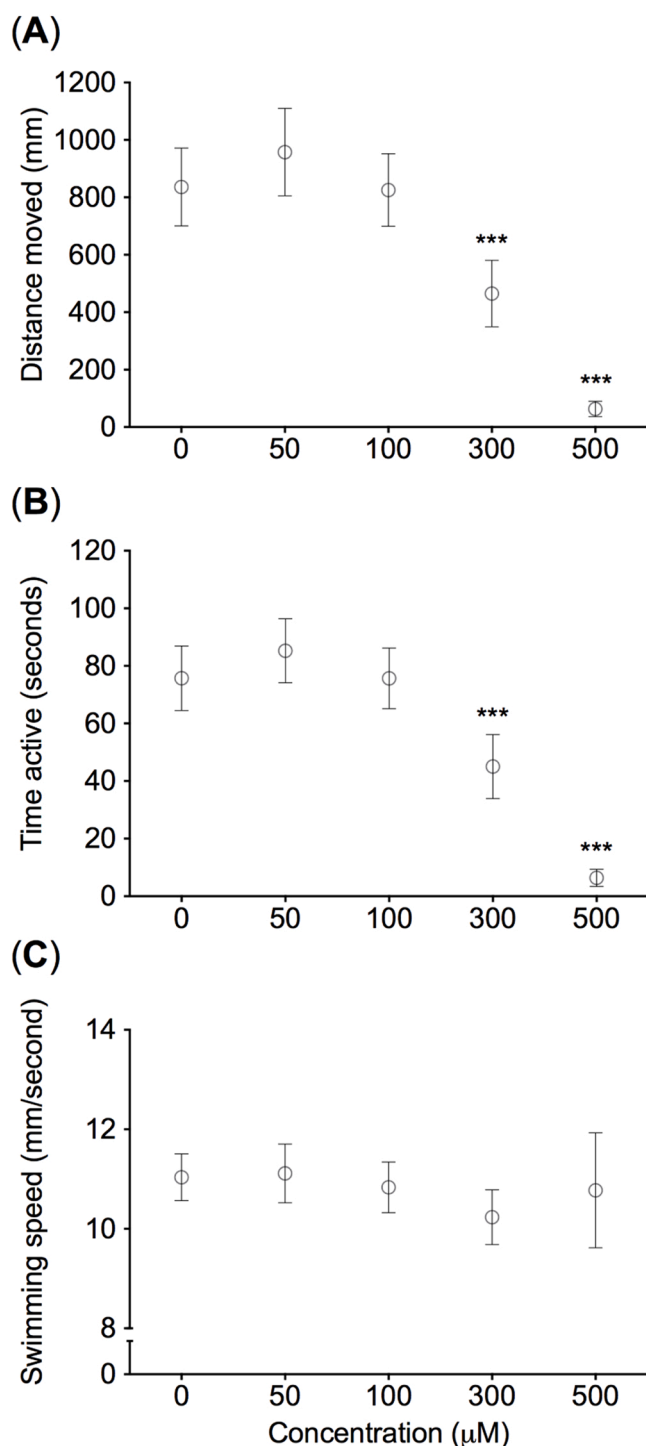 (A)
Distance moved (mm)
1200
1000
800
600
400
200
0
***
***
0 50 100 300 500
(B)
Time active (seconds)
120
100
80
60
40
20
0
***
***
0 50 100 300 500
(C)
Swimming speed (mm/second)
14
12
10
8
0
0 50 100 300 500
Concentration (μM)